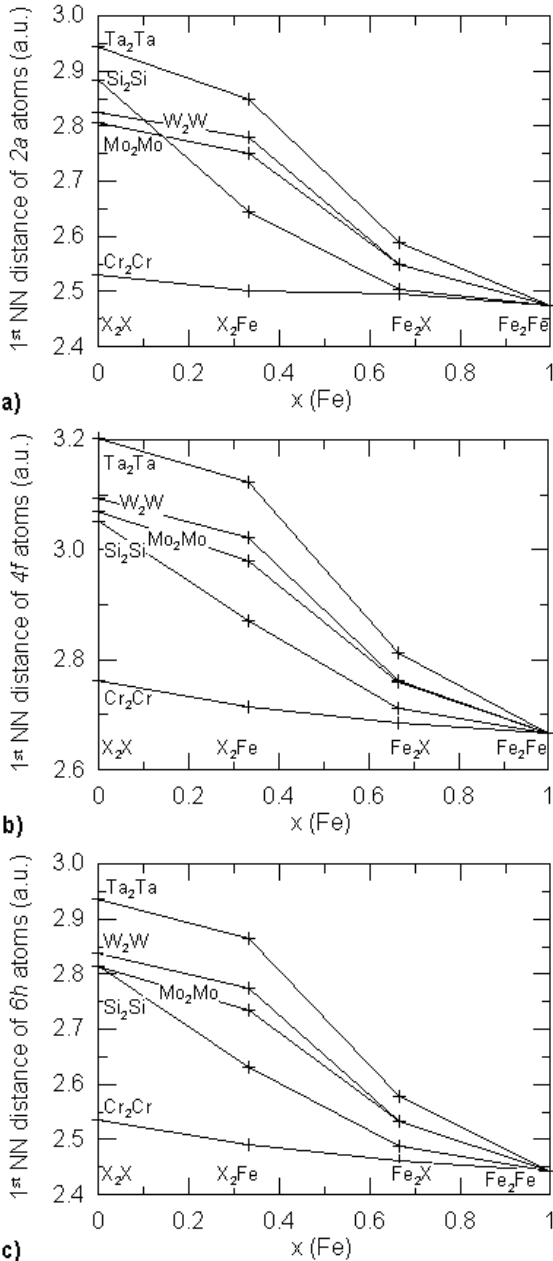 3.0
2.9
2.8
2.7
2.6
2.5
2.4
1st NN distance of 2a atoms (a.u.)
Ta₂Ta
Si₂Si
W₂W
Mo₂Mo
Cr₂Cr
X₂X X₂Fe Fe₂X Fe₂Fe
0 0.2 0.4 0.6 0.8 1
x (Fe)
a)
3.2
3.0
2.8
2.6
1st NN distance of 4f atoms (a.u.)
Ta₂Ta
W₂W
Mo₂Mo
Si₂Si
Cr₂Cr
X₂X X₂Fe Fe₂X Fe₂Fe
0 0.2 0.4 0.6 0.8 1
x (Fe)
b)
3.0
2.9
2.8
2.7
2.6
2.5
2.4
1st NN distance of 6h atoms (a.u.)
Ta₂Ta
W₂W
Mo₂Mo
Si₂Si
Cr₂Cr
X₂X X₂Fe Fe₂X Fe₂Fe
0 0.2 0.4 0.6 0.8 1
x (Fe)
c)